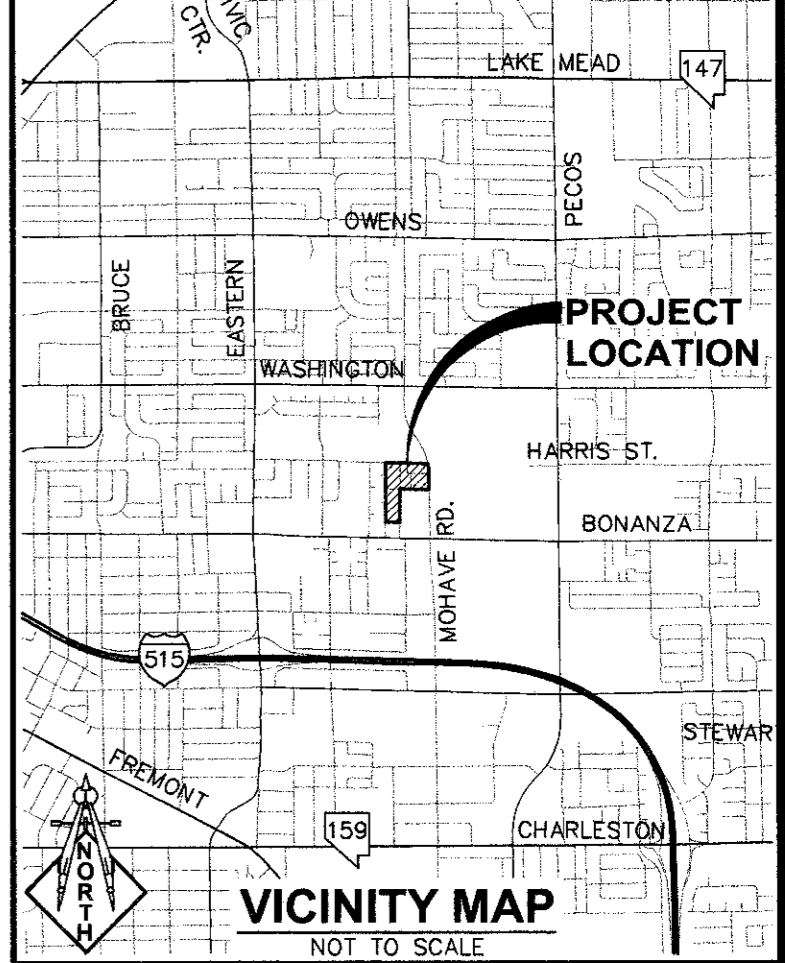 CIVIC
CTR.
LAKE MEAD
147
PECOS
OWENS
BRUCE
EASTERN
PROJECT
LOCATION
WASHINGTON
HARRIS ST.
BONANZA
MOHAVE RD.
515
STEWAR
FREMONT
159
CHARLESTON
NORTH
VICINITY MAP
NOT TO SCALE